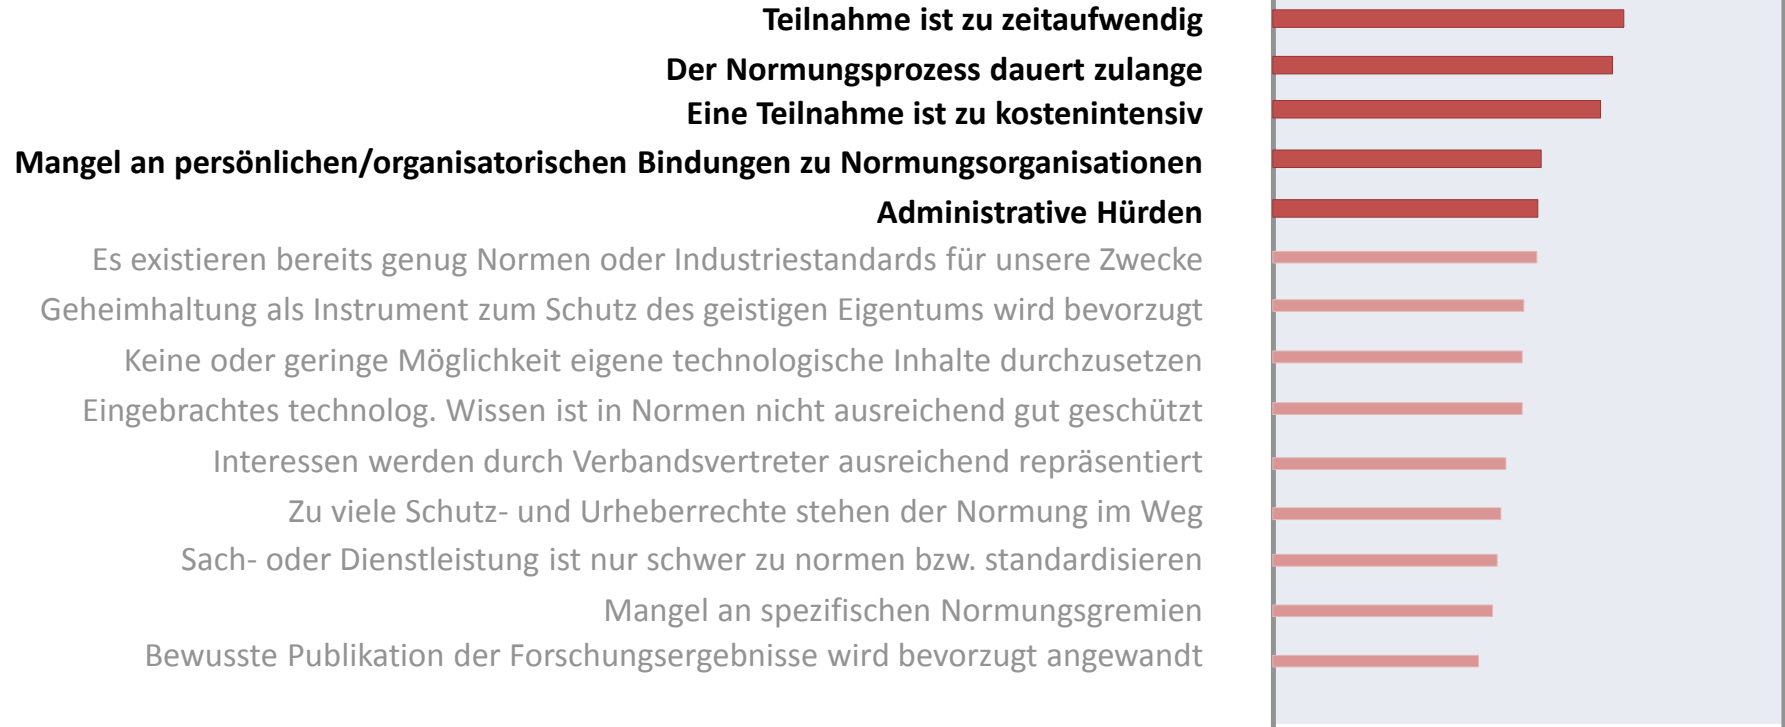 Teilnahme ist zu zeitaufwendig
Der Normungsprozess dauert zulange
Eine Teilnahme ist zu kostenintensiv
Mangel an persönlichen/organisatorischen Bindungen zu Normungsorganisationen
Administrative Hürden
Es existieren bereits genug Normen oder Industriestandards für unsere Zwecke
Geheimhaltung als Instrument zum Schutz des geistigen Eigentums wird bevorzugt
Keine oder geringe Möglichkeit eigene technologische Inhalte durchzusetzen
Eingebrachtes technolog. Wissen ist in Normen nicht ausreichend gut geschützt
Interessen werden durch Verbandsvertreter ausreichend repräsentiert
Zu viele Schutz- und Urheberrechte stehen der Normung im Weg
Sach- oder Dienstleistung ist nur schwer zu normen bzw. standardisieren
Mangel an spezifischen Normungsgremien
Bewusste Publikation der Forschungsergebnisse wird bevorzugt angewandt